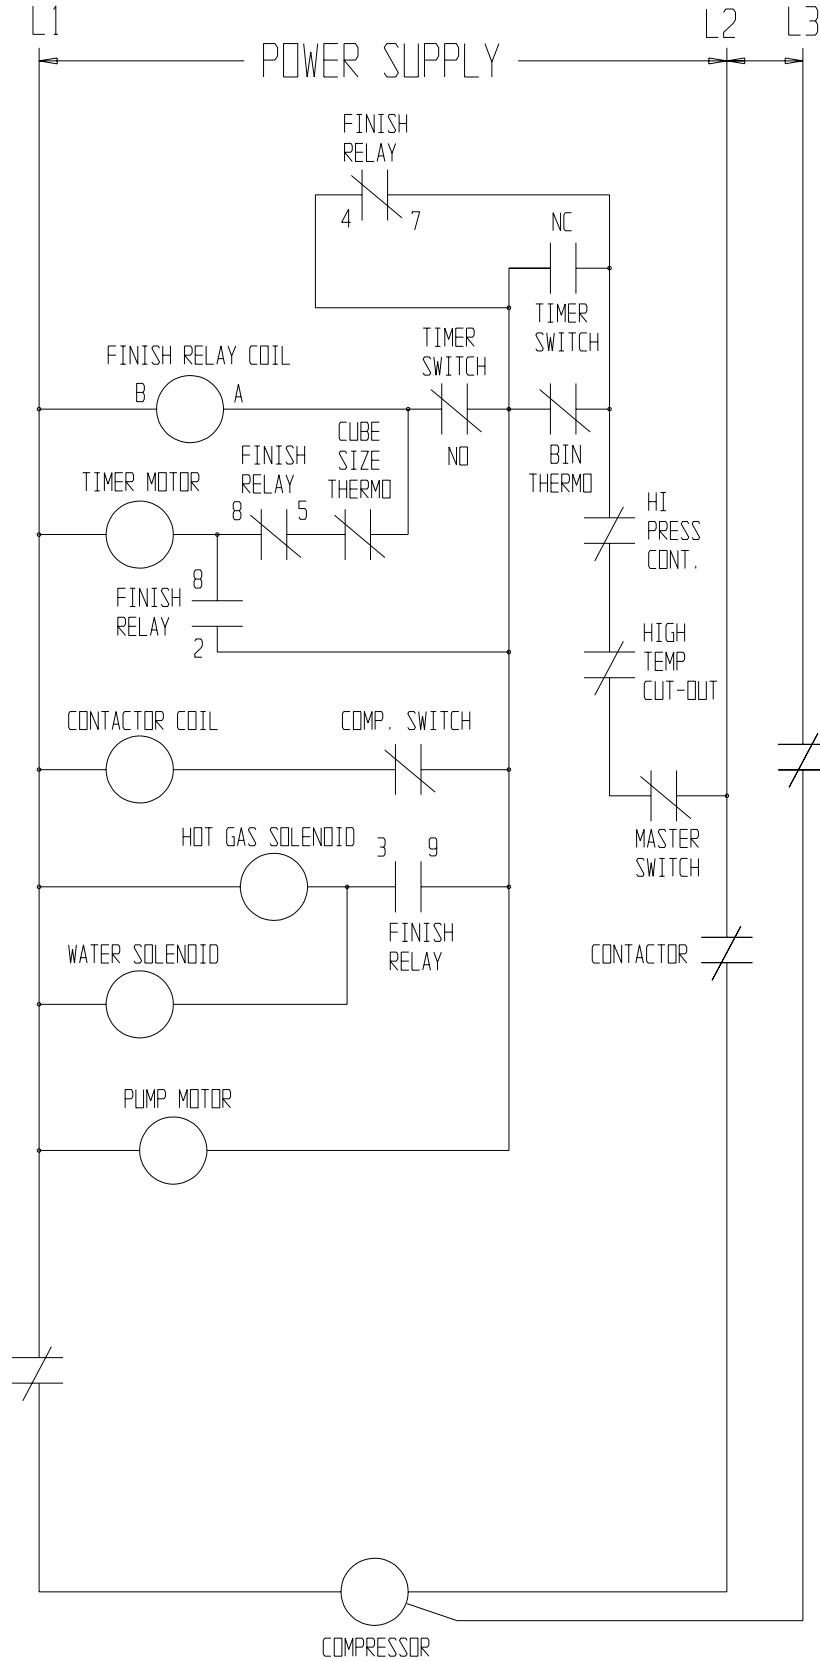 L1
L2
L3
POWER SUPPLY
FINISH
RELAY
4
7
NC
TIMER
SWITCH
TIMER
SWITCH
FINISH RELAY COIL
B
A
NO
CUBE
SIZE
THERMO
BIN
THERMO
FINISH
RELAY
8
5
TIMER MOTOR
HI
PRESS
CONT.
8
FINISH
RELAY
2
HIGH
TEMP
CUT-OUT
CONTACTOR COIL
COMP. SWITCH
MASTER
SWITCH
HOT GAS SOLENOID
3
9
FINISH
RELAY
WATER SOLENOID
CONTACTOR
PUMP MOTOR
COMPRESSOR